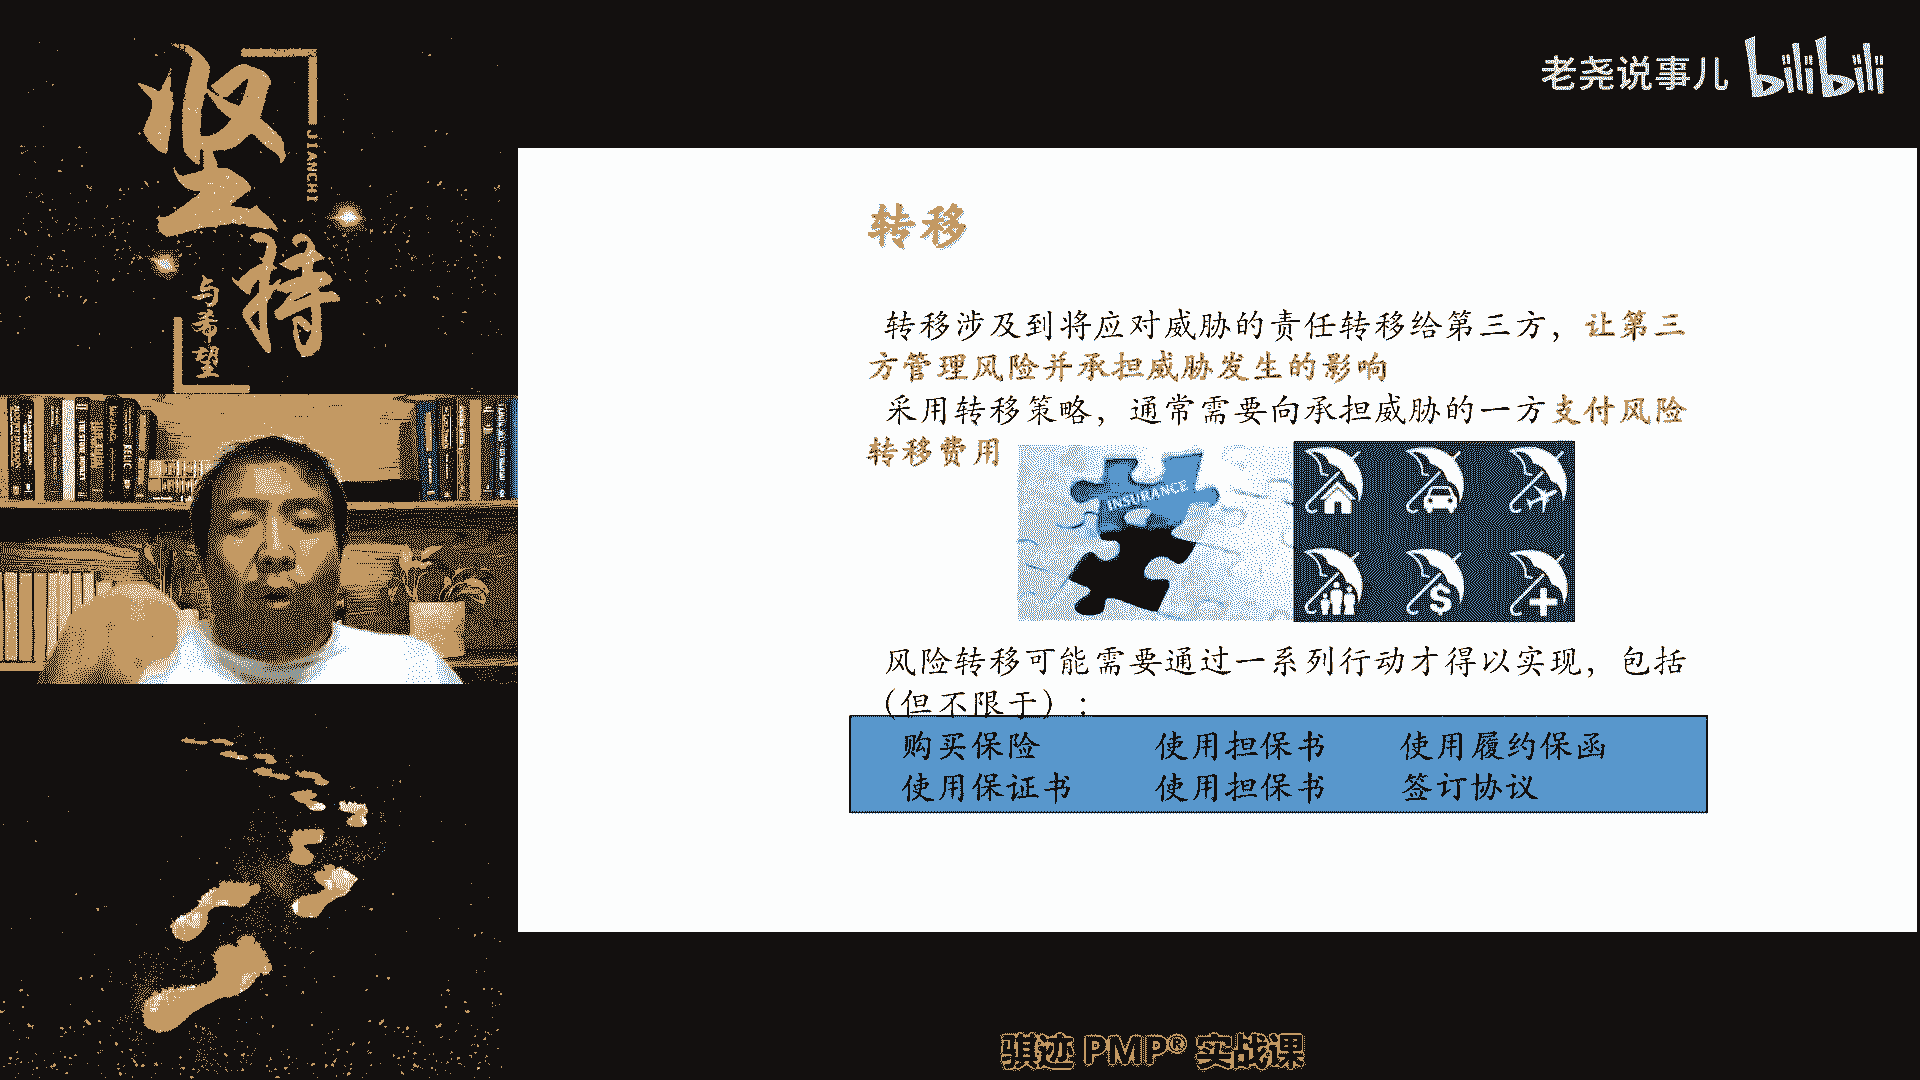 坚持
JIANCHI
与希望
老尧说事儿 bilibili
转移
转移涉及到将应对威胁的责任转移给第三方，让第三
方管理风险并承担威胁发生的影响
采用转移策略，通常需要向承担威胁的一方支付风险
转移费用
INSURANCE
$
风险转移可能需要通过一系列行动才得以实现，包括
（但不限于）：
购买保险 使用担保书 使用履约保函
使用保证书 使用担保书 签订协议
骐迹 PMP® 实战课